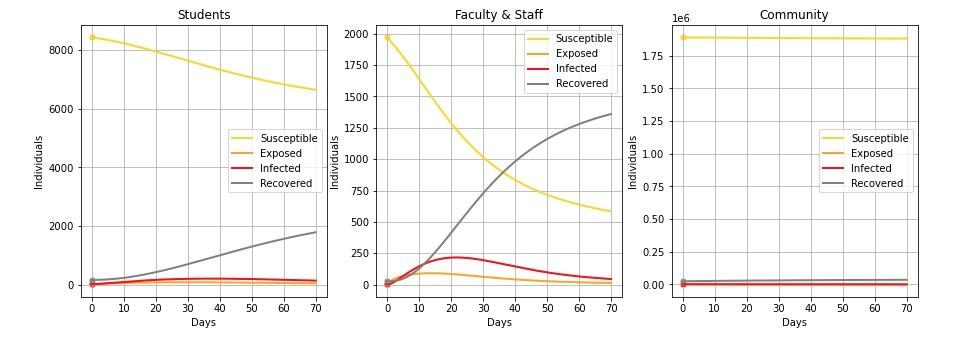 Students
8000
6000
4000
2000
0
Individuals
Susceptible
Exposed
Infected
Recovered
0 10 20 30 40 50 60 70
Days
Faculty & Staff
2000
1750
1500
1250
1000
750
500
250
0
Individuals
Susceptible
Exposed
Infected
Recovered
0 10 20 30 40 50 60 70
Days
Community
1e6
1.75
1.50
1.25
1.00
0.75
0.50
0.25
0.00
Individuals
Susceptible
Exposed
Infected
Recovered
0 10 20 30 40 50 60 70
Days